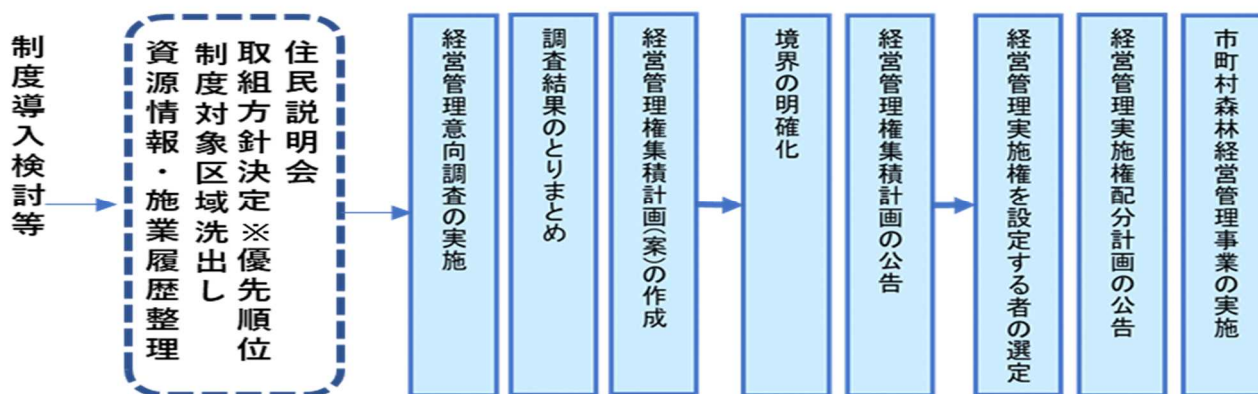 制度導入検討等
資源情報・施業履歴整理
制度対象区域洗出し
取組方針決定※優先順位
住民説明会
経営管理意向調査の実施
調査結果のとりまとめ
経営管理権集積計画(案)の作成
境界の明確化
経営管理権集積計画の公告
経営管理実施権を設定する者の選定
経営管理実施権配分計画の公告
市町村森林経営管理事業の実施